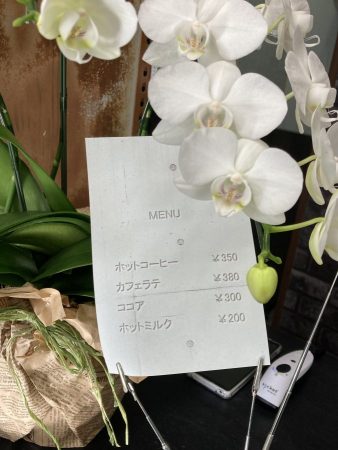 MENU
ホットコーヒー ¥350
カフェラテ ¥380
ココア ¥300
ホットミルク ¥200